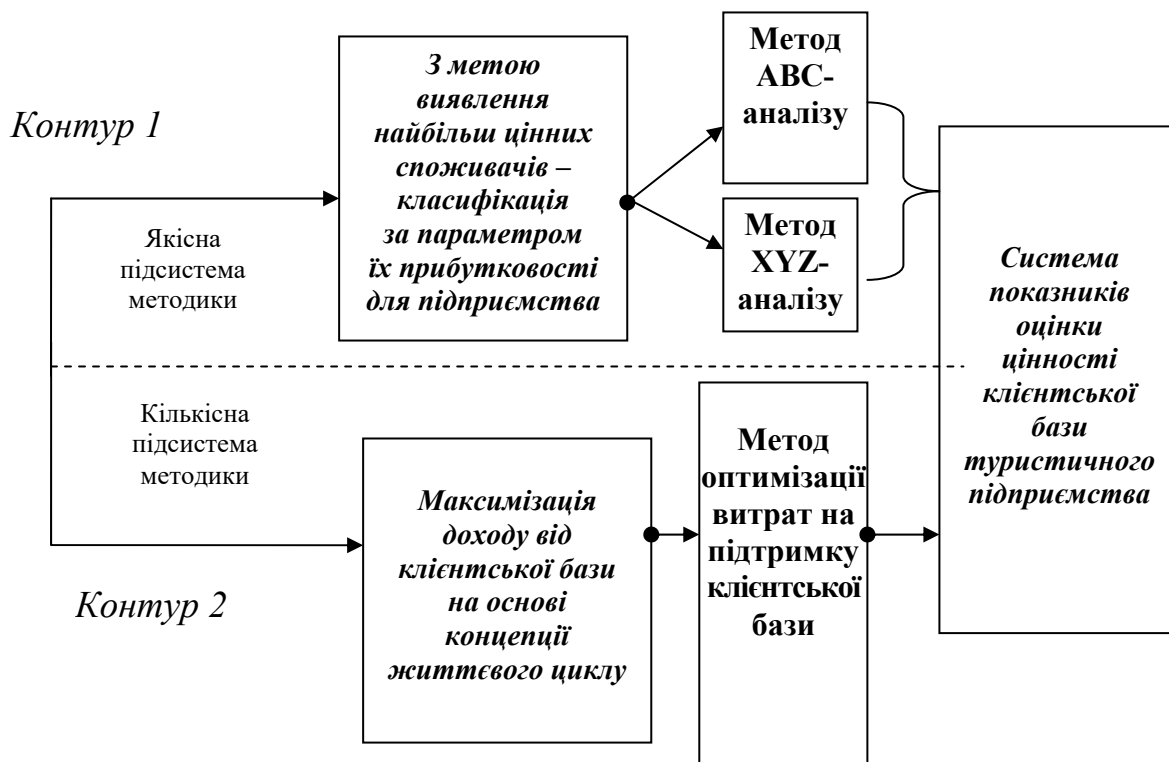 Контур 1
Якісна
підсистема
методики
З метою
виявлення
найбільш цінних
споживачів –
класифікація
за параметром
їх прибутковості
для підприємства
Метод
ABC-
аналізу
Метод
XYZ-
аналізу
Система
показників
оцінки
цінності
клієнтської
бази
туристичного
підприємства
Кількісна
підсистема
методики
Контур 2
Максимізація
доходу від
клієнтської бази
на основі
концепції
життєвого циклу
Метод
оптимізації
витрат на
підтримку
клієнтської
бази